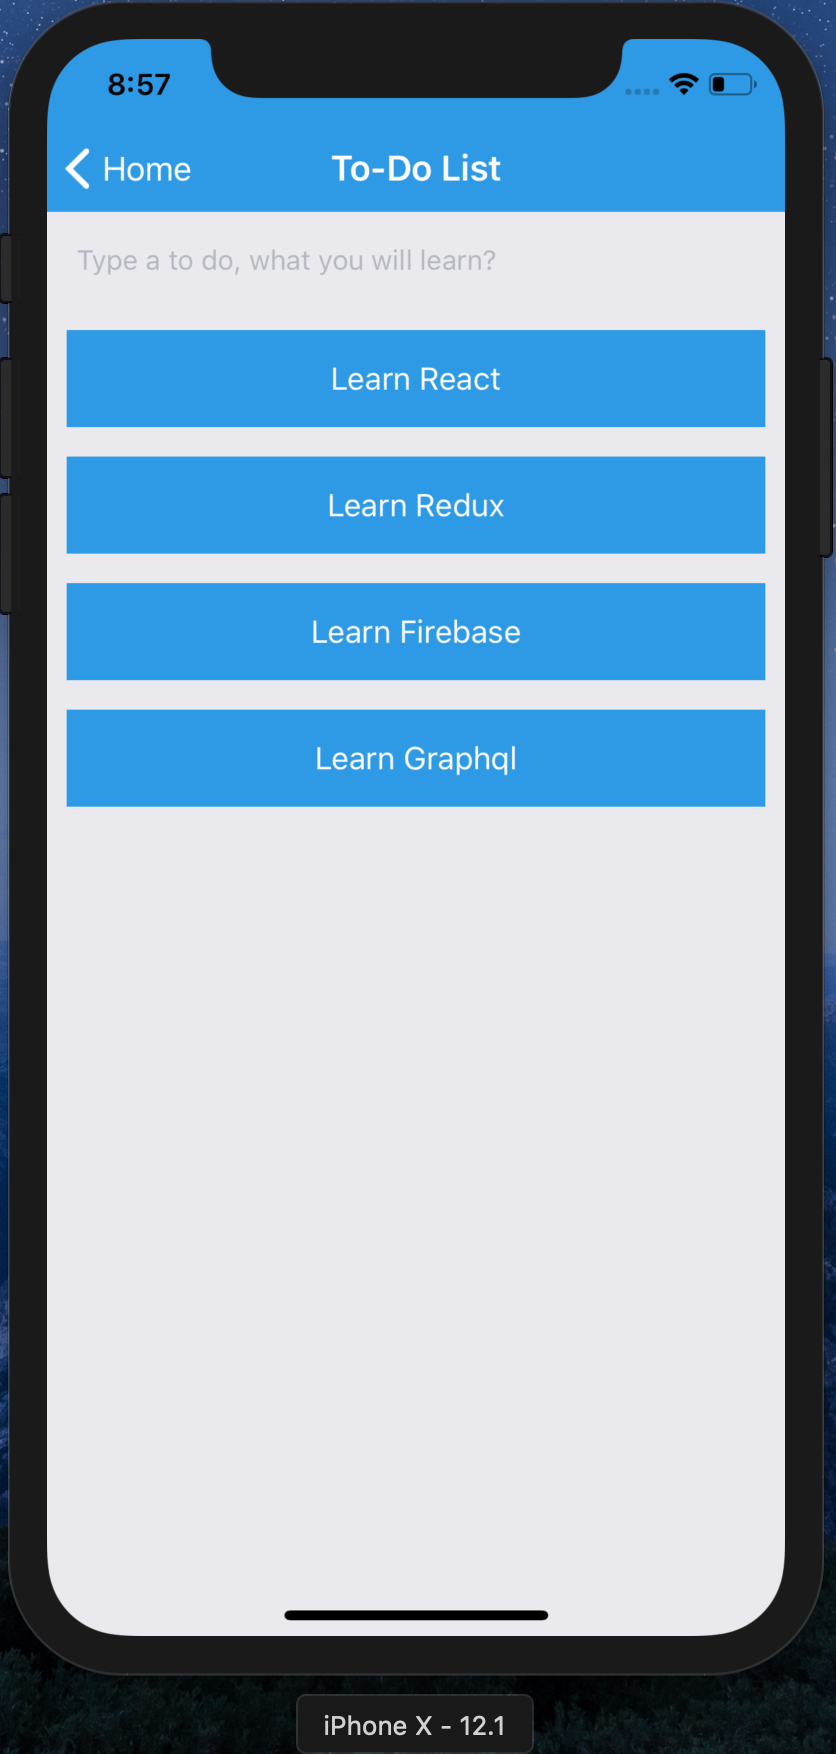 8:57
Home
To-Do List
Type a to do, what you will learn?
Learn React
Learn Redux
Learn Firebase
Learn Graphql
iPhone X - 12.1